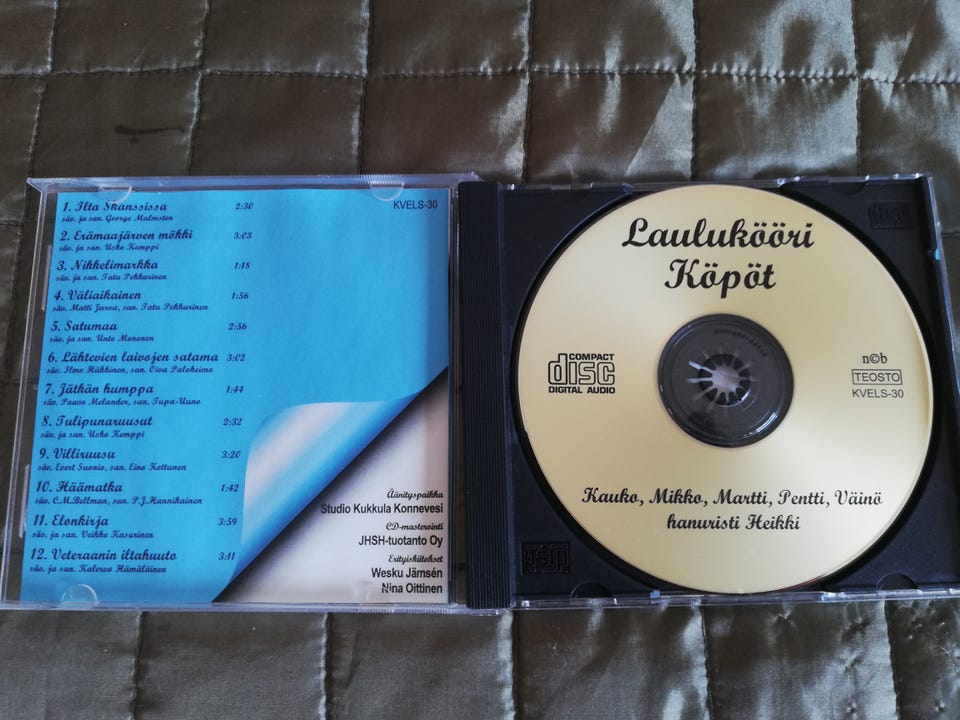 1. Ilta Skanssissa 2:30
säv. ja san. George Malmsten
2. Erämaajärven mökki 3:03
säv. ja san. Usko Kemppi
3. Nikkelimarkka 1:18
säv. ja san. Tatu Pekkarinen
4. Väliaikainen 1:56
säv. Matti Jurva, san. Tatu Pekkarinen
5. Satumaa 2:56
säv. ja san. Unto Mononen
6. Lähtevien laivojen satama 3:02
säv. Ilmo Häkkinen, san. Oiva Paloheimo
7. Jätkän humppa 1:44
säv. Paavo Melander, san. Tupa-Uuno
8. Tulipunaruusut 2:32
säv. ja san. Usko Kemppi
9. Villiruusu 3:20
säv. Evert Suonio, san. Eino Kettunen
10. Häämatka 1:42
säv. C.M.Bellman, san. P.J.Hannikainen
11. Elonkirja 3:59
säv. ja san. Veikko Kasurinen
12. Veteraanin iltahuuto 3:11
säv. ja san. Kalervo Hämäläinen
KVELS-30
Äänityspaikka
Studio Kukkula Konnevesi
CD-masterointi
JHSH-tuotanto Oy
Erityiskiitokset
Wesku Jämsén
Nina Oittinen
Laulukööri
Köpöt
COMPACT
disc
DIGITAL AUDIO
n©b
TEOSTO
KVELS-30
Kauko, Mikko, Martti, Pentti, Väinö
hanuristi Heikki